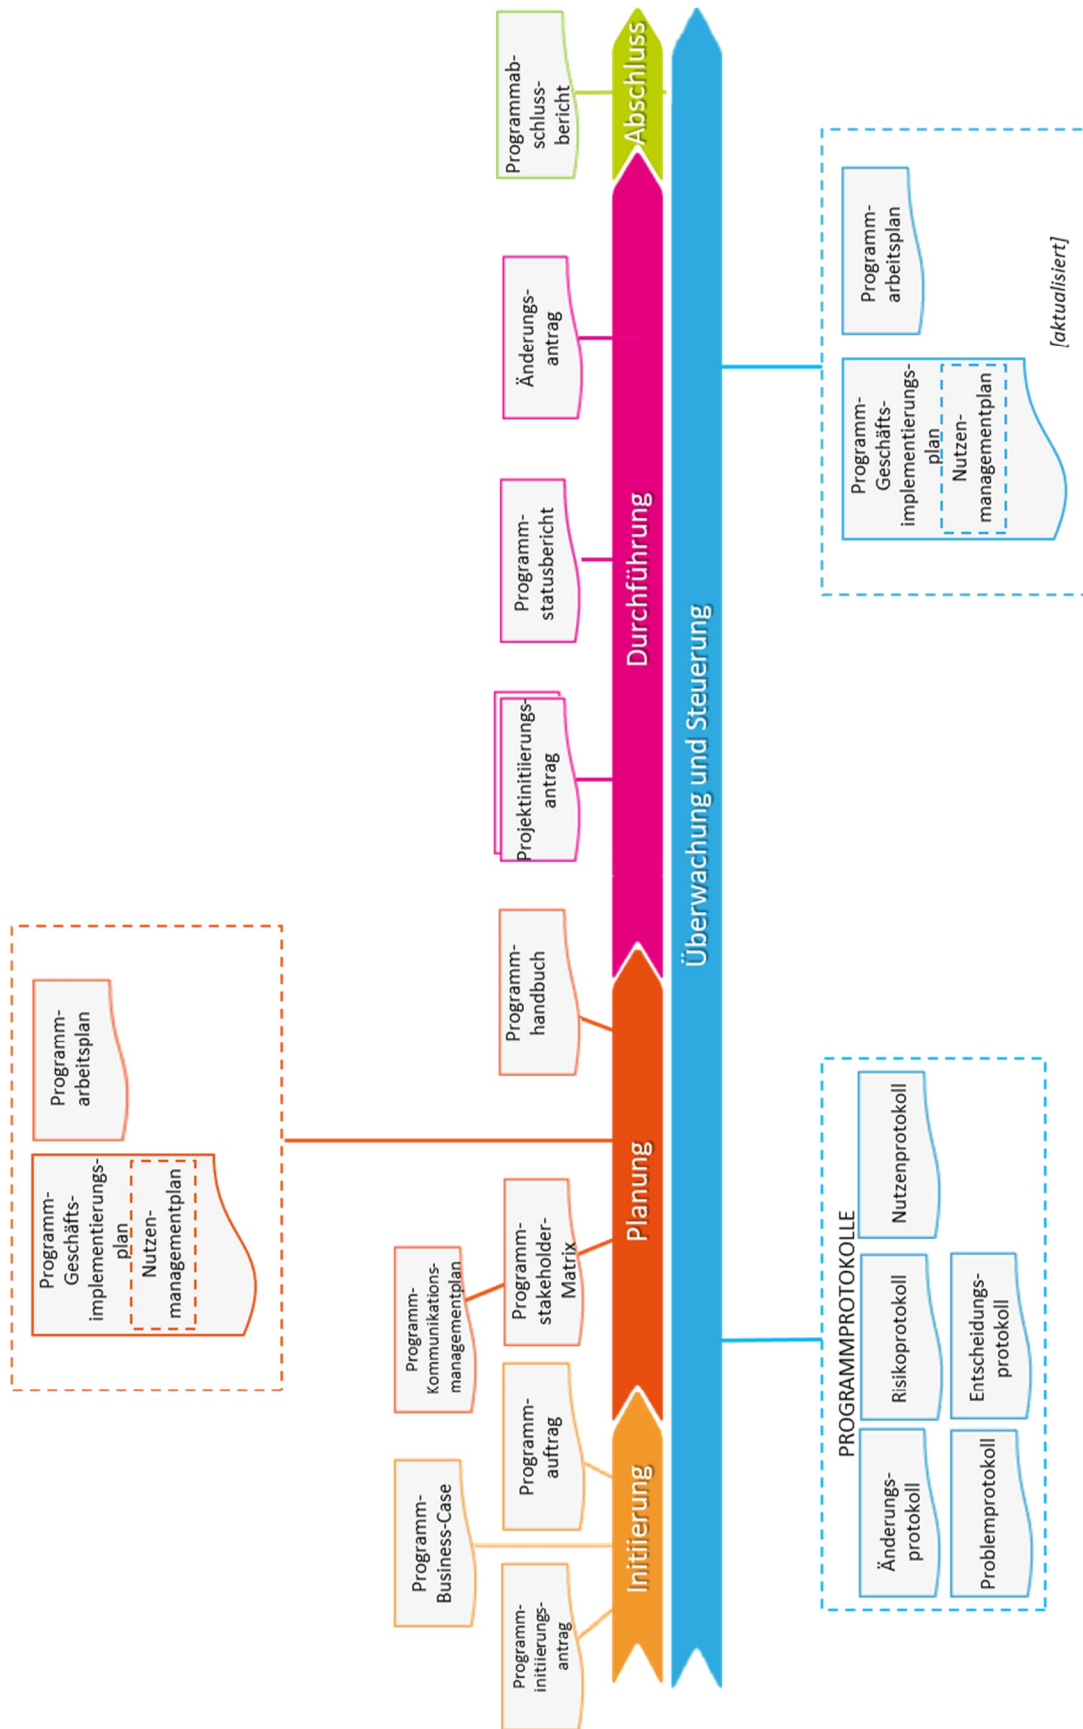 Programm-
Geschäfts-
implementierungs-
plan
Nutzen-
managementplan
Programm-
arbeitsplan
Programm-
Business-Case
Programm-
Kommunikations-
managementplan
Programm-
initiierungs-
antrag
Programm-
auftrag
Programm-
stakeholder-
Matrix
Programm-
handbuch
Projektinitiierungs-
antrag
Programm-
statusbericht
Änderungs-
antrag
Programmab-
schluss-
bericht
Initiierung
Planung
Durchführung
Abschluss
Überwachung und Steuerung
PROGRAMMPROTOKOLLE
Änderungs-
protokoll
Risikoprotokoll
Nutzenprotokoll
Problemprotokoll
Entscheidungs-
protokoll
Programm-
Geschäfts-
implementierungs-
plan
Nutzen-
managementplan
Programm-
arbeitsplan
[aktualisiert]